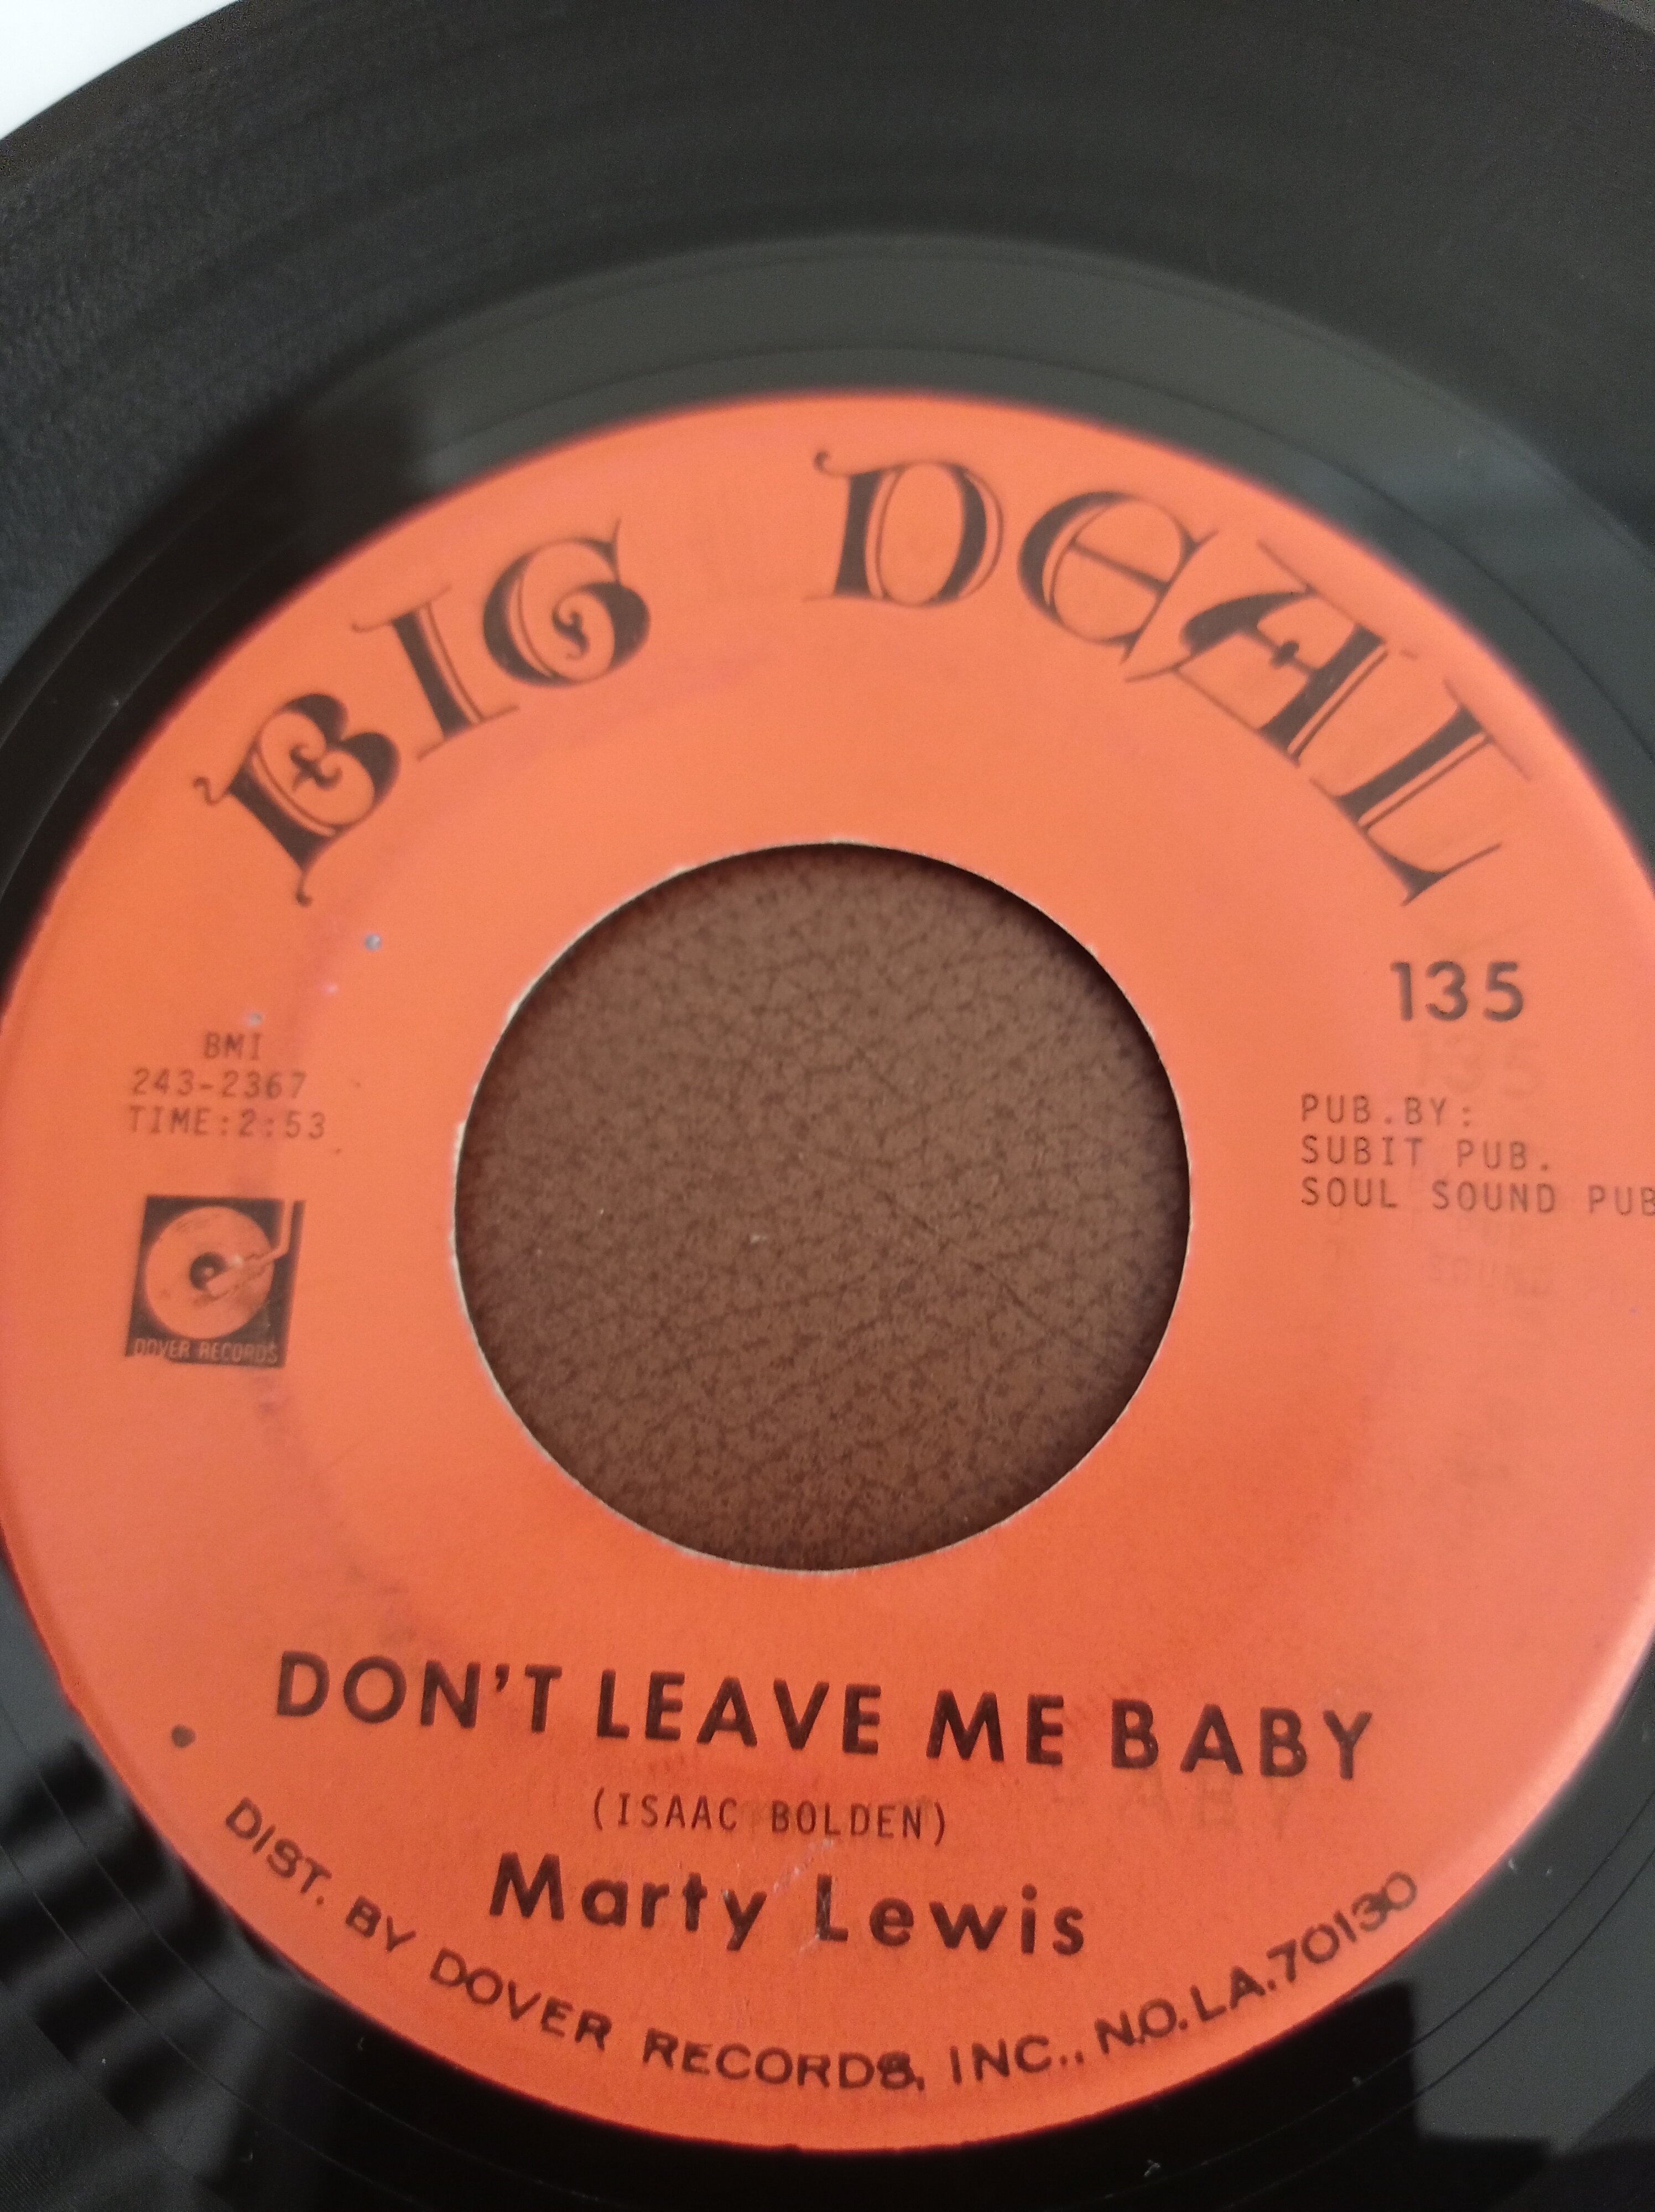 BIG DEAL
135
BMI
243-2367
TIME:2:53
PUB.BY:
SUBIT PUB.
SOUL SOUND PUB
DOVER RECORDS
DON'T LEAVE ME BABY
(ISAAC BOLDEN)
Marty Lewis
DIST. BY DOVER RECORDS, INC., N.O. LA. 70130